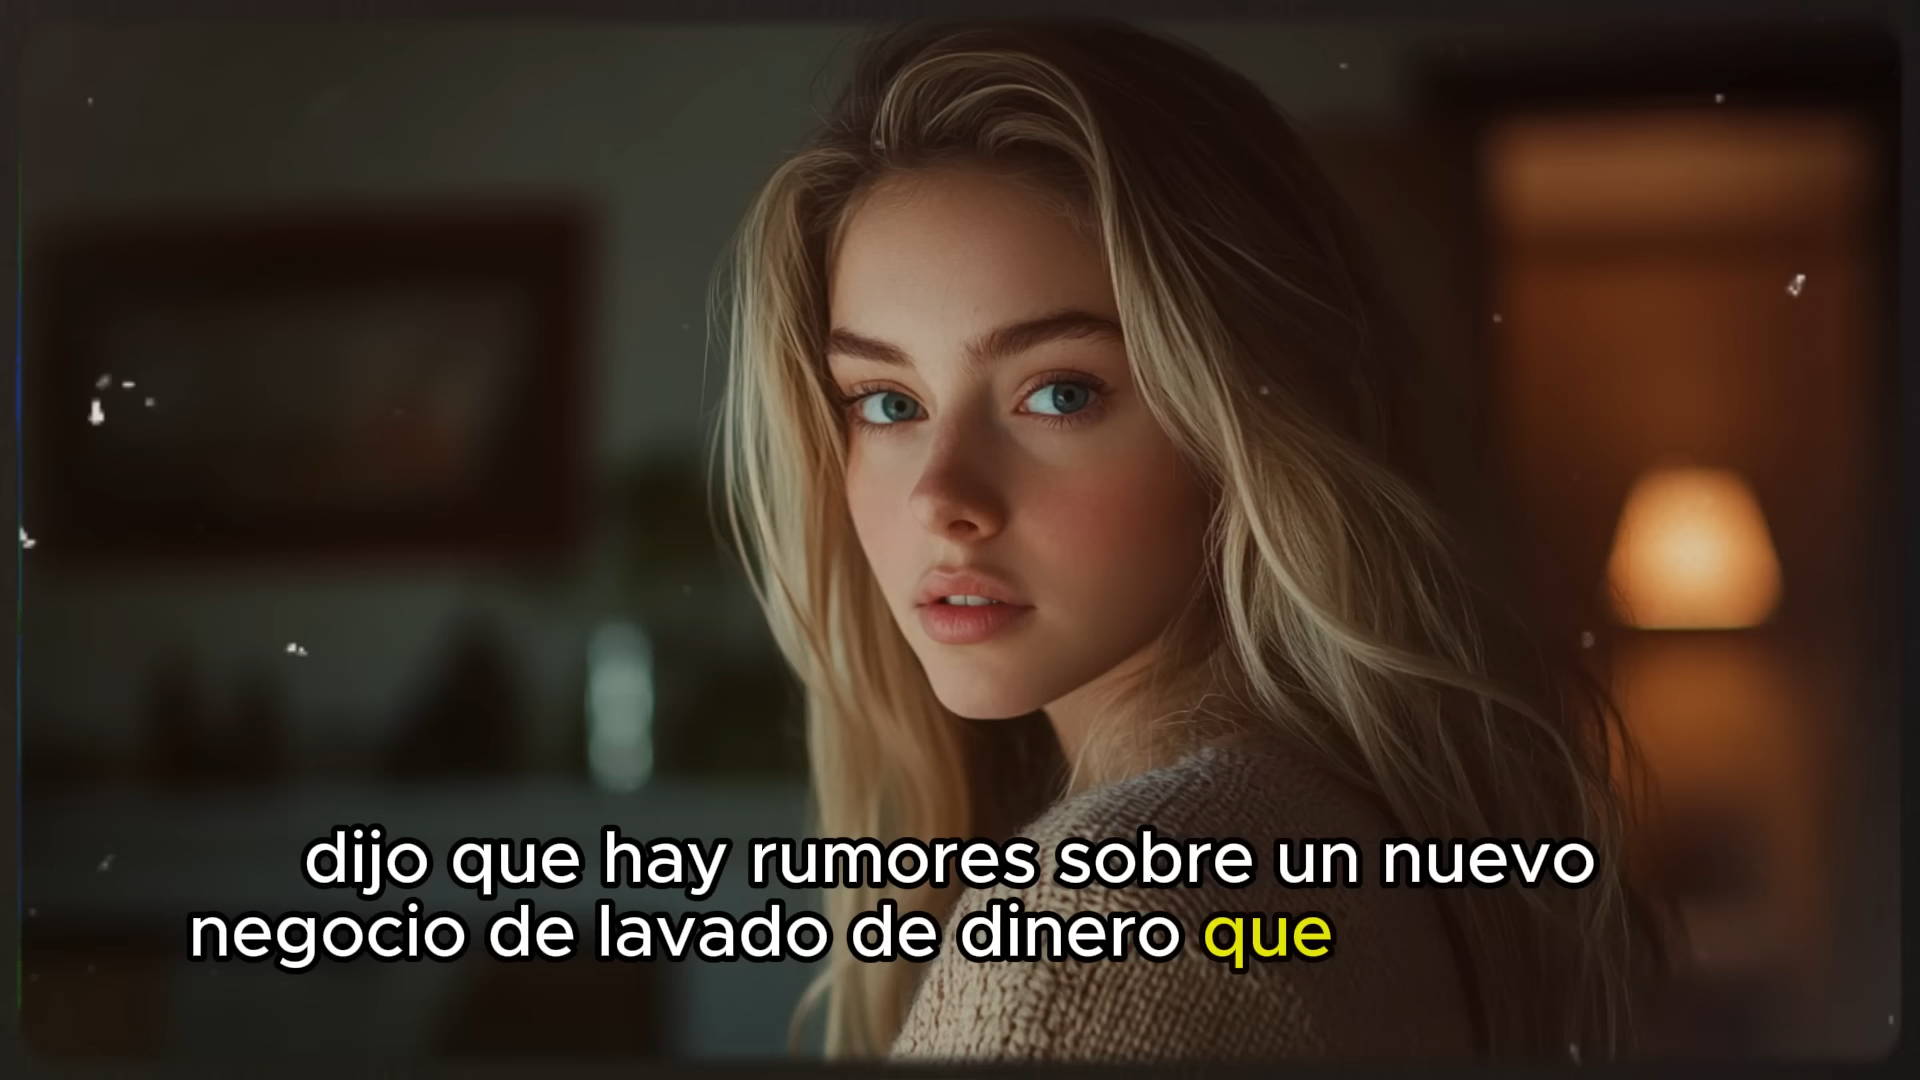 dijo que hay rumores sobre un nuevo
negocio de lavado de dinero que